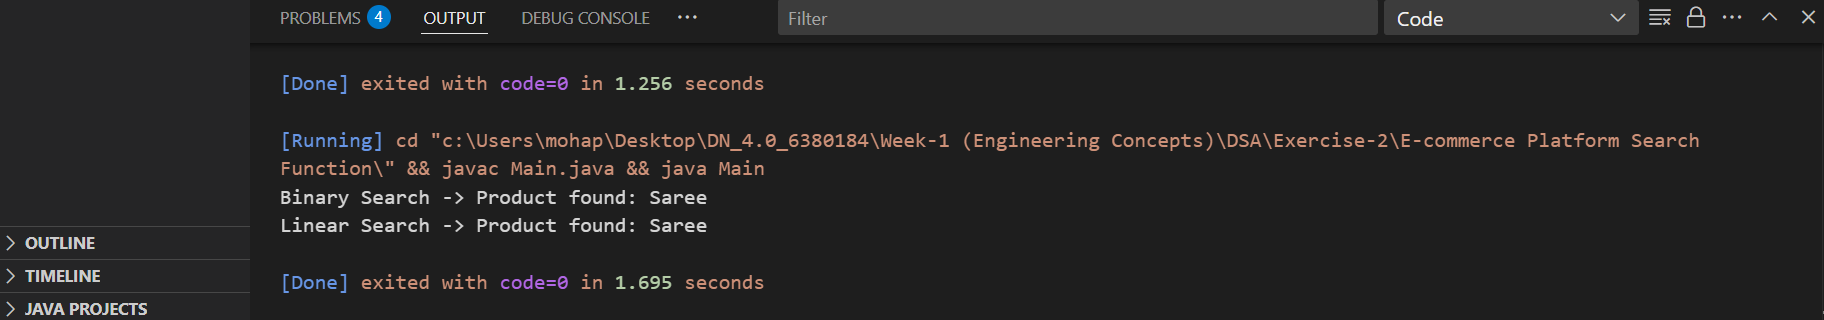 PROBLEMS 4 OUTPUT DEBUG CONSOLE ··· Filter Code ···
[Done] exited with code=0 in 1.256 seconds
[Running] cd "c:\Users\mohap\Desktop\DN_4.0_6380184\Week-1 (Engineering Concepts)\DSA\Exercise-2\E-commerce Platform Search
Function\" && javac Main.java && java Main
Binary Search -> Product found: Saree
Linear Search -> Product found: Saree
[Done] exited with code=0 in 1.695 seconds
OUTLINE
TIMELINE
JAVA PROJECTS